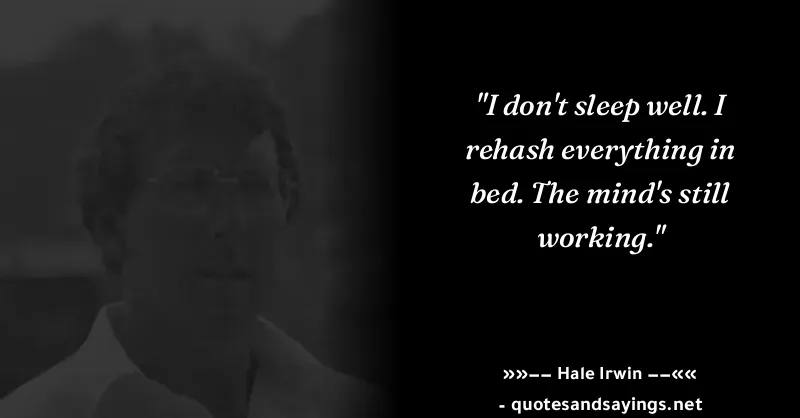 "I don't sleep well. I
rehash everything in
bed. The mind's still
working."
»»−− Hale Irwin −−««
- quotesandsayings.net